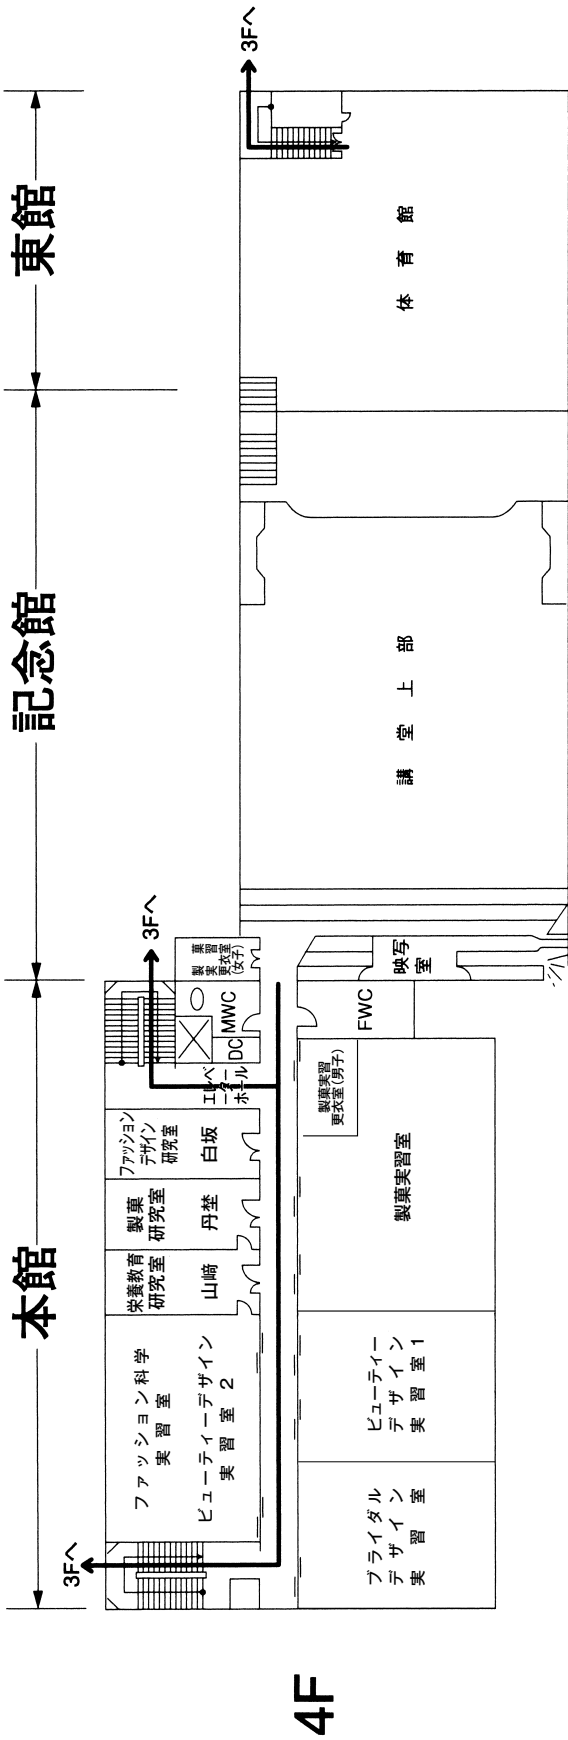 4F
本館
記念館
東館
3Fへ
3Fへ
3Fへ
ファッション科学
実習室
ビューティーデザイン
実習室2
栄養教育
研究室
山﨑
製菓
研究室
丹埜
ファッション
デザイン
研究室
白坂
エレベ
ーター
ホール
DC
MWC
製菓
実習
更衣室
(女子)
ブライダル
デザイン
実習室
ビューティー
デザイン
実習室1
製菓実習室
製菓実習
更衣室(男子)
FWC
映写
室
講堂上部
体育館